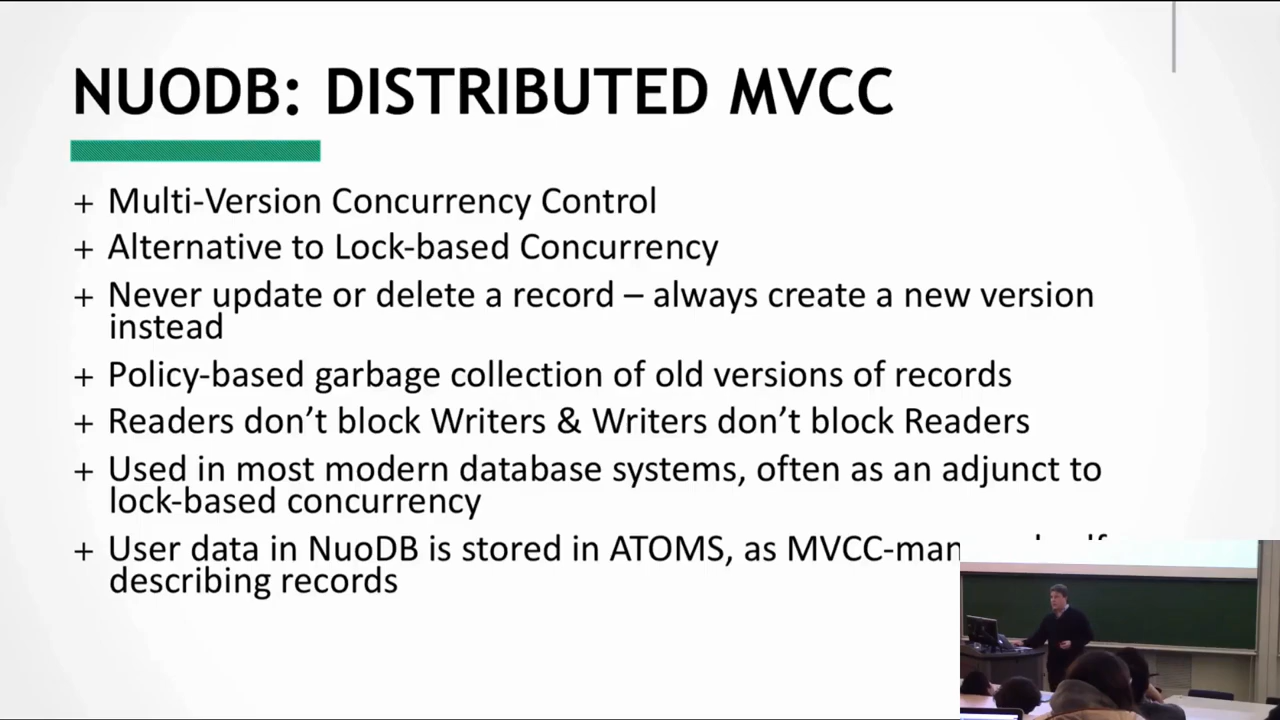 NUODB: DISTRIBUTED MVCC
+ Multi-Version Concurrency Control
+ Alternative to Lock-based Concurrency
+ Never update or delete a record – always create a new version
instead
+ Policy-based garbage collection of old versions of records
+ Readers don’t block Writers & Writers don’t block Readers
+ Used in most modern database systems, often as an adjunct to
lock-based concurrency
+ User data in NuoDB is stored in ATOMS, as
describing records